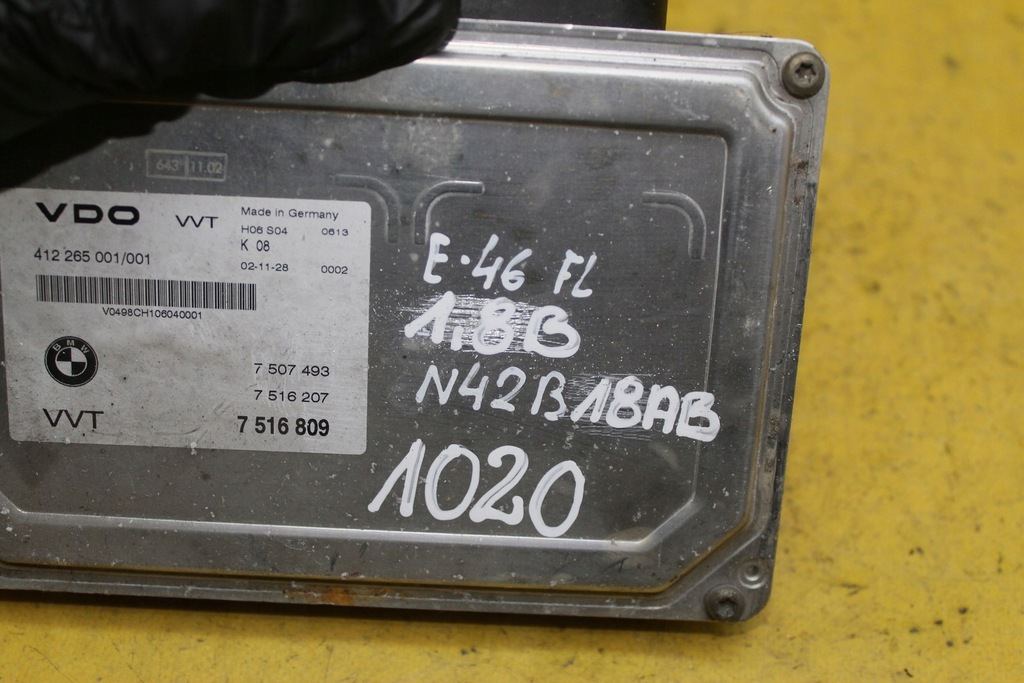 643 11.02
VDO VVT Made in Germany
H06 S04 0613
K 08
412 265 001/001
02-11-28 0002
V0498CH106040001
BMW
7 507 493
7 516 207
VVT 7 516 809
E·46 FL
1,8B
N42B18AB
1020